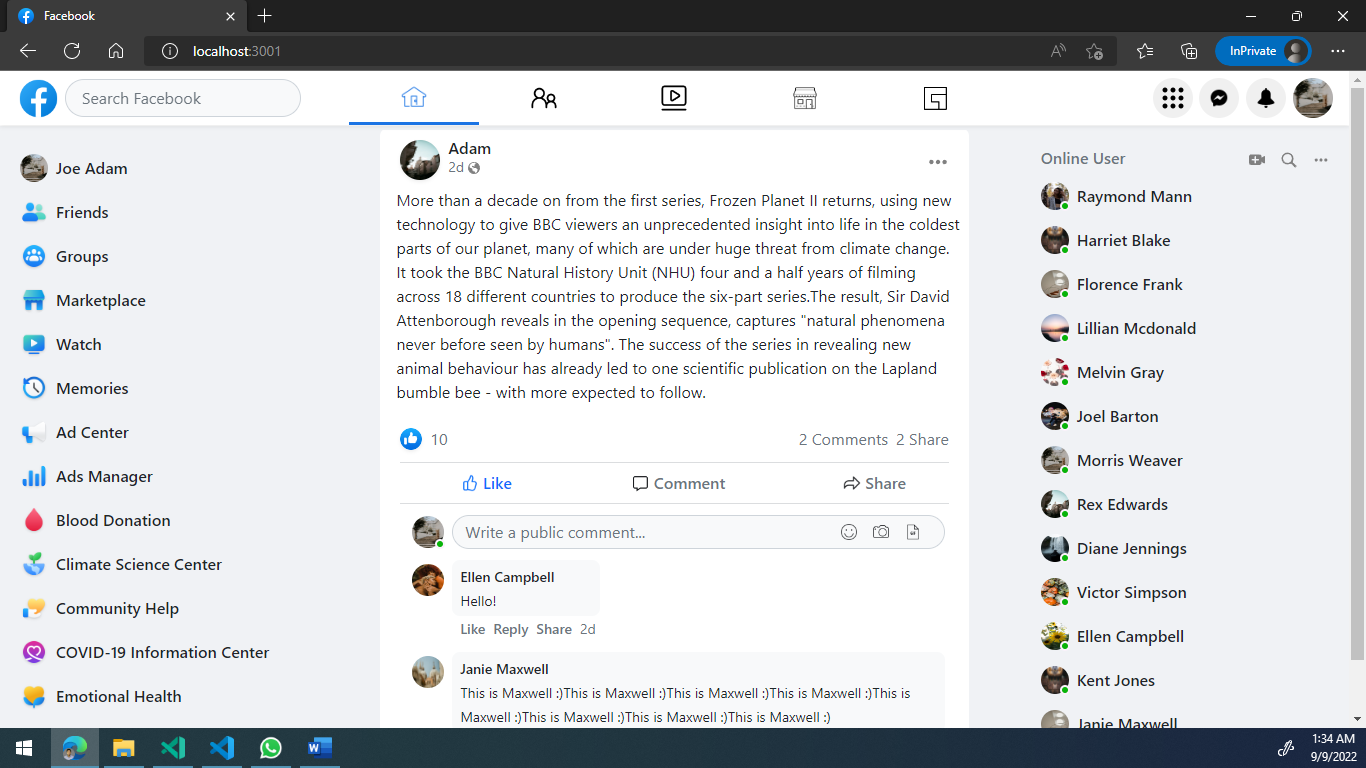 Facebook
localhost:3001
InPrivate
Search Facebook
Joe Adam
Friends
Groups
Marketplace
Watch
Memories
Ad Center
Ads Manager
Blood Donation
Climate Science Center
Community Help
COVID-19 Information Center
Emotional Health
Adam
2d
More than a decade on from the first series, Frozen Planet II returns, using new
technology to give BBC viewers an unprecedented insight into life in the coldest
parts of our planet, many of which are under huge threat from climate change.
It took the BBC Natural History Unit (NHU) four and a half years of filming
across 18 different countries to produce the six-part series.The result, Sir David
Attenborough reveals in the opening sequence, captures "natural phenomena
never before seen by humans". The success of the series in revealing new
animal behaviour has already led to one scientific publication on the Lapland
bumble bee - with more expected to follow.
10 2 Comments 2 Share
Like Comment Share
Write a public comment...
Ellen Campbell
Hello!
Like Reply Share 2d
Janie Maxwell
This is Maxwell :)This is Maxwell :)This is Maxwell :)This is Maxwell :)This is
Maxwell :)This is Maxwell :)This is Maxwell :)This is Maxwell :)
Online User
Raymond Mann
Harriet Blake
Florence Frank
Lillian Mcdonald
Melvin Gray
Joel Barton
Morris Weaver
Rex Edwards
Diane Jennings
Victor Simpson
Ellen Campbell
Kent Jones
Janie Maxwell
1:34 AM
9/9/2022